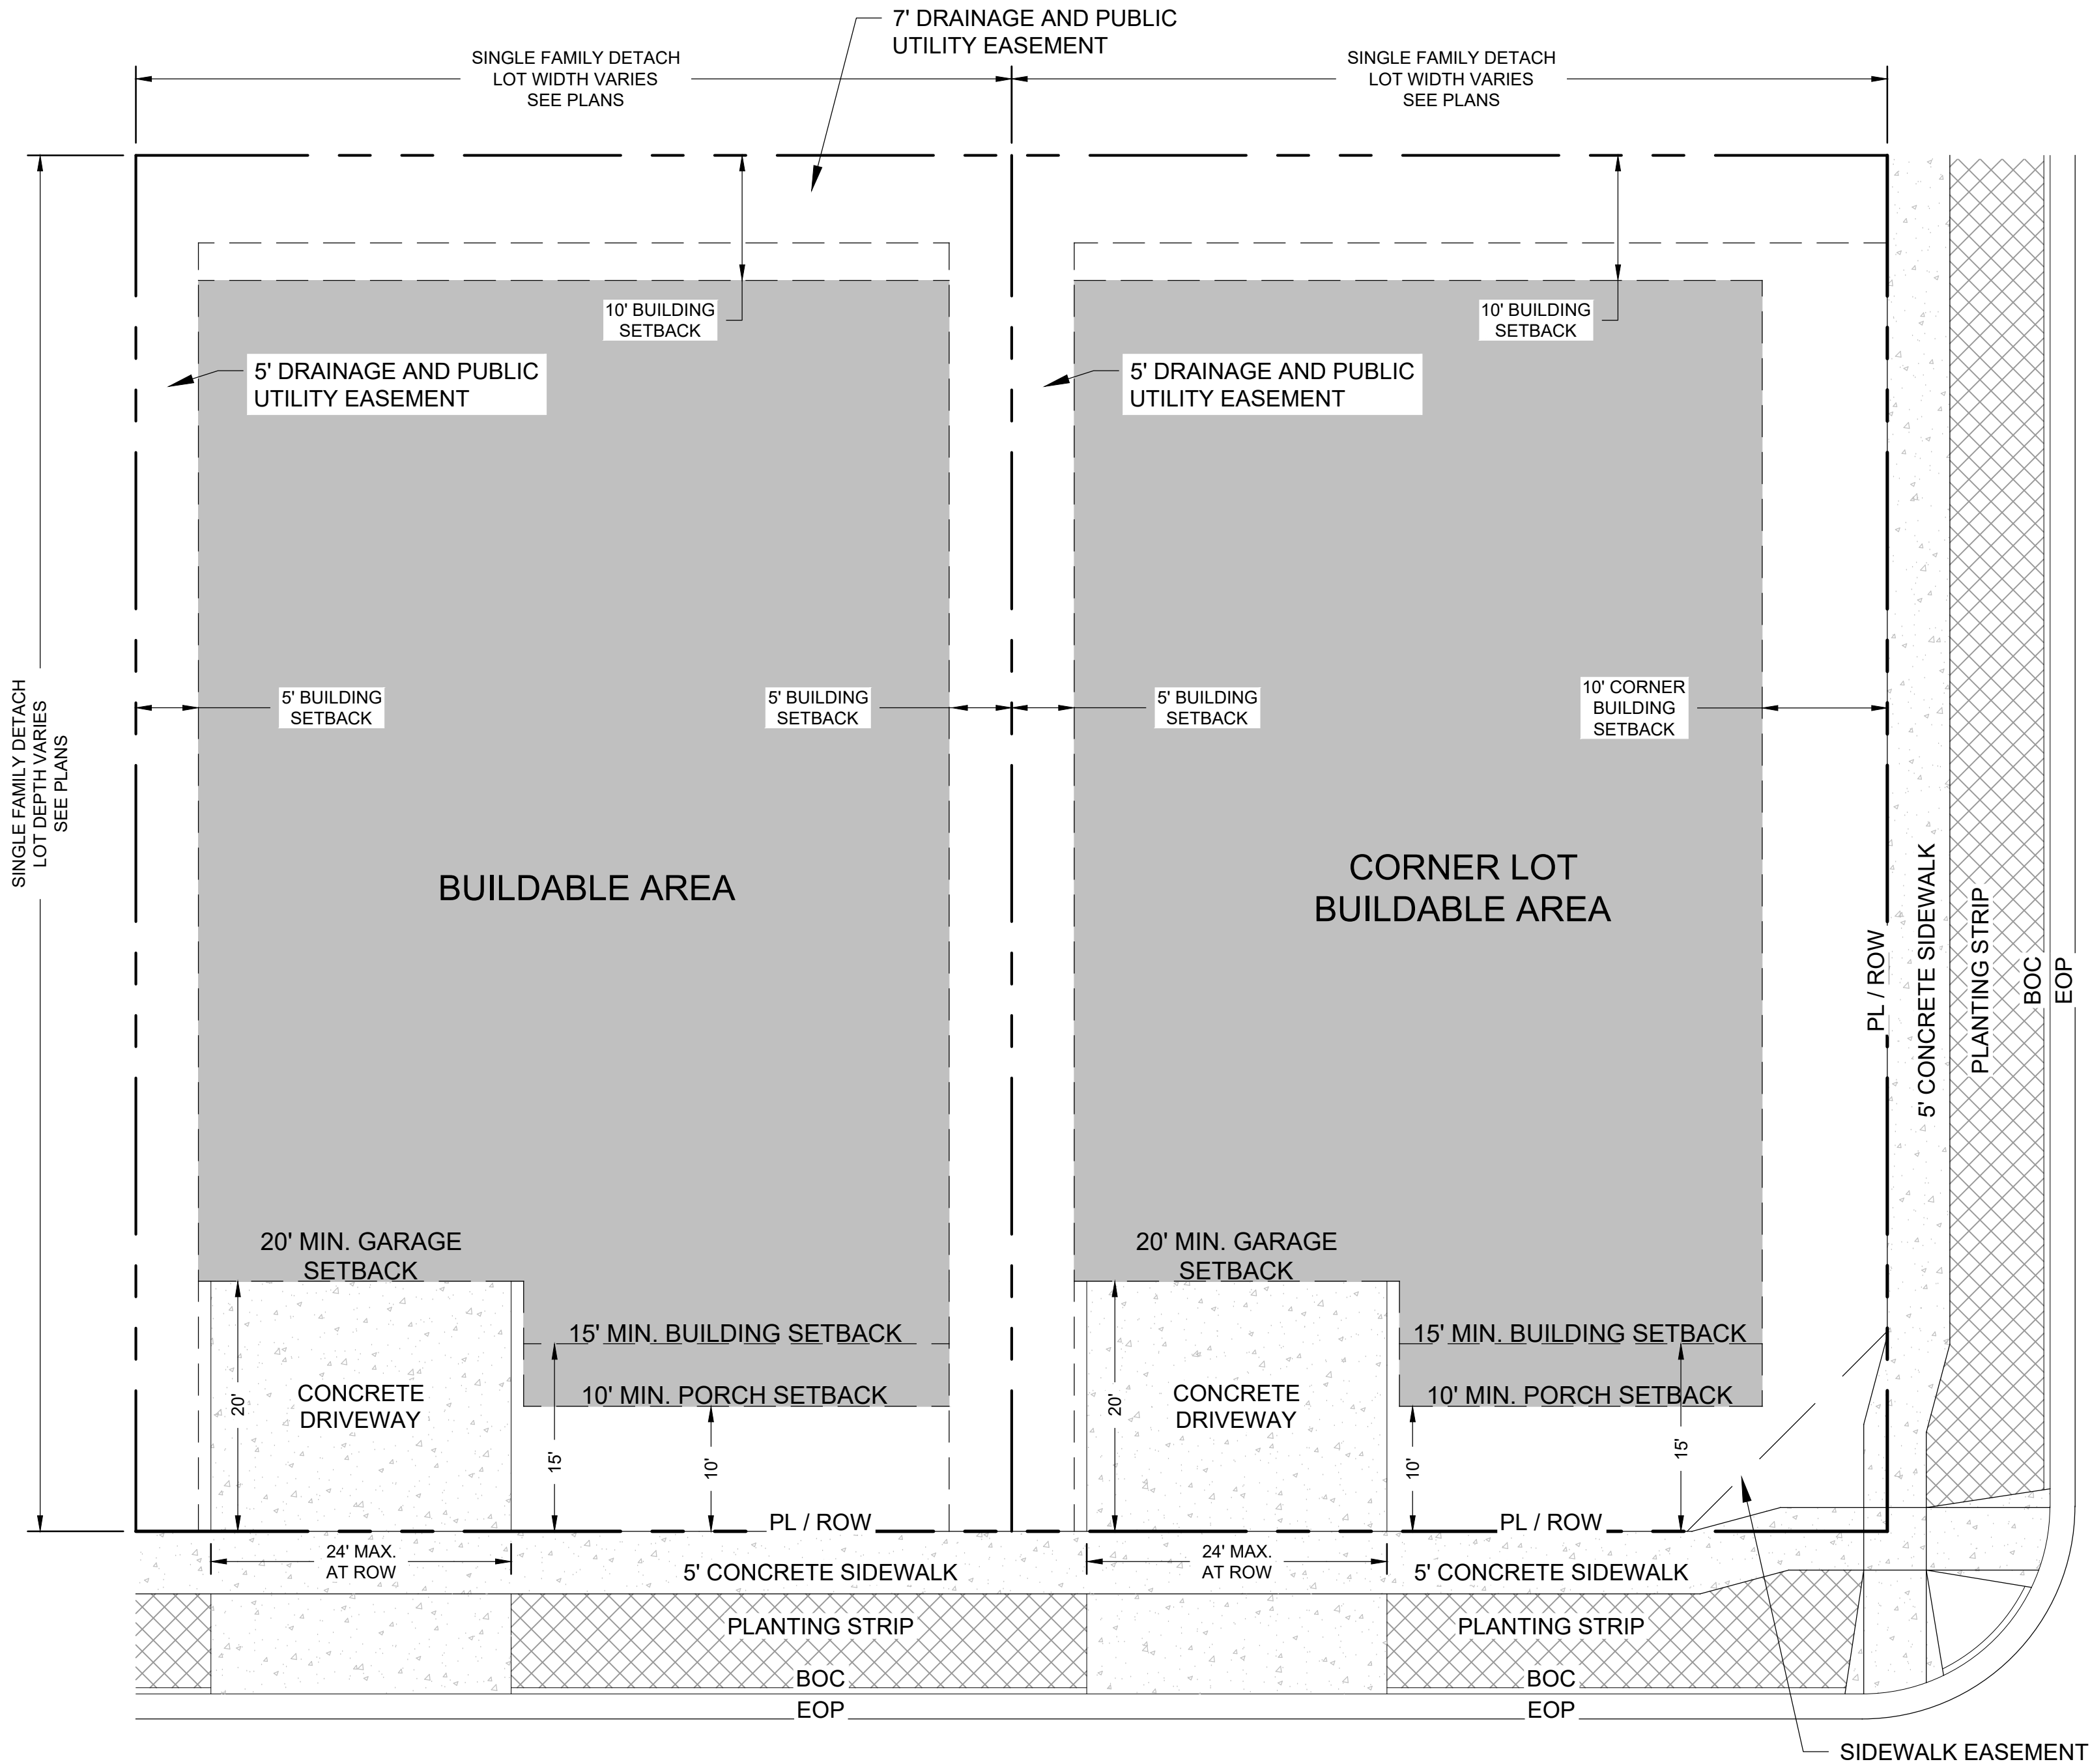 7' DRAINAGE AND PUBLIC
UTILITY EASEMENT
SINGLE FAMILY DETACH
LOT WIDTH VARIES
SEE PLANS
SINGLE FAMILY DETACH
LOT WIDTH VARIES
SEE PLANS
10' BUILDING
SETBACK
10' BUILDING
SETBACK
5' DRAINAGE AND PUBLIC
UTILITY EASEMENT
5' DRAINAGE AND PUBLIC
UTILITY EASEMENT
SINGLE FAMILY DETACH
LOT DEPTH VARIES
SEE PLANS
5' BUILDING
SETBACK
5' BUILDING
SETBACK
5' BUILDING
SETBACK
10' CORNER
BUILDING
SETBACK
BUILDABLE AREA
CORNER LOT
BUILDABLE AREA
PL / ROW
5' CONCRETE SIDEWALK
PLANTING STRIP
BOC
EOP
20' MIN. GARAGE
SETBACK
20' MIN. GARAGE
SETBACK
15' MIN. BUILDING SETBACK
15' MIN. BUILDING SETBACK
10' MIN. PORCH SETBACK
10' MIN. PORCH SETBACK
20'
CONCRETE
DRIVEWAY
15'
10'
20'
CONCRETE
DRIVEWAY
10'
15'
PL / ROW
PL / ROW
24' MAX.
AT ROW
5' CONCRETE SIDEWALK
24' MAX.
AT ROW
5' CONCRETE SIDEWALK
PLANTING STRIP
PLANTING STRIP
BOC
BOC
EOP
EOP
SIDEWALK EASEMENT